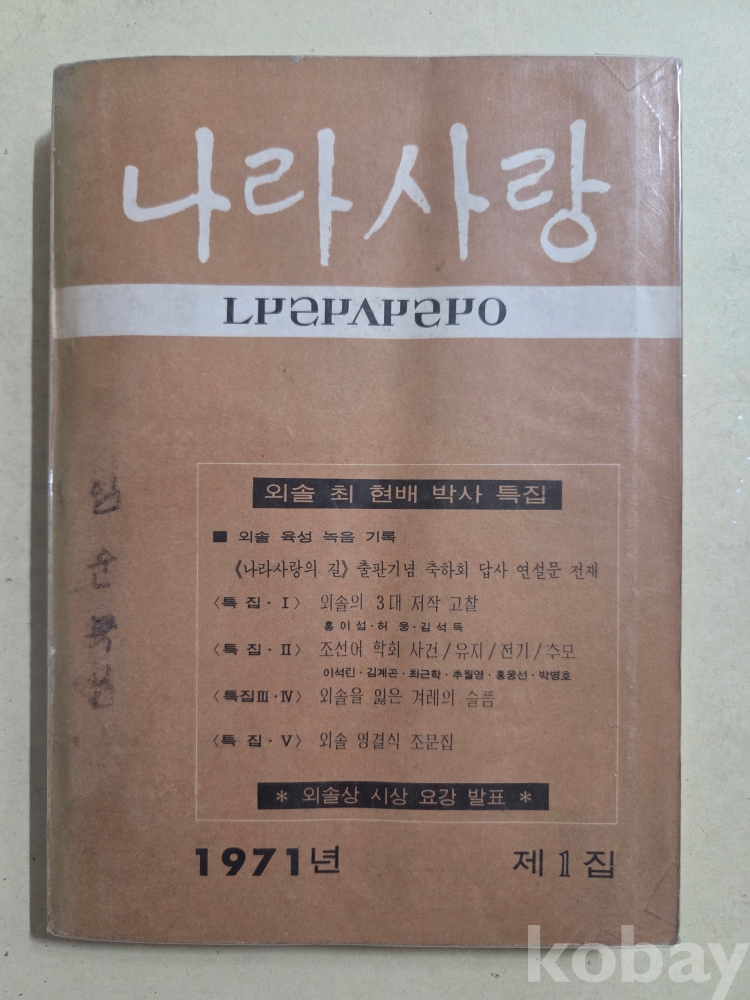 나라사랑
ㄴㅏㄹㅏㅅㅏㄹㅏㅇ
외솔 최 현배 박사 특집
■ 외솔 육성 녹음 기록
《나라사랑의 길》 출판기념 축하회 답사 연설문 전재
〈특 집 · Ⅰ〉 외솔의 3대 저작 고찰
홍이섭 · 허 웅 · 김석득
〈특 집 · Ⅱ〉 조선어 학회 사건/유지/전기/추모
이석린 · 김계곤 · 최근학 · 추월영 · 홍웅선 · 박병호
〈특집Ⅲ · Ⅳ〉 외솔을 잃은 겨레의 슬픔
〈특 집 · Ⅴ〉 외솔 영결식 조문집
* 외솔상 시상 요강 발표 *
1971년 제1집
kobay